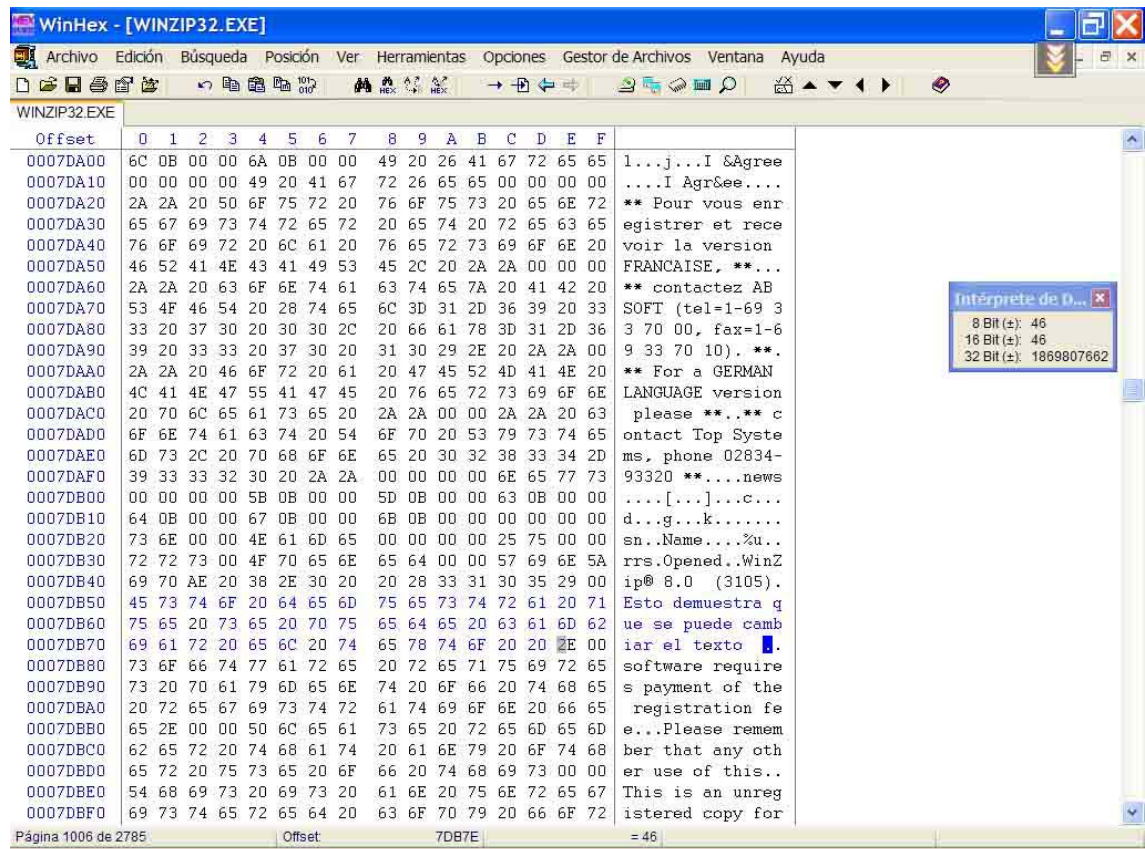 WinHex - [WINZIP32.EXE]
Archivo Edición Búsqueda Posición Ver Herramientas Opciones Gestor de Archivos Ventana Ayuda
WINZIP32.EXE
Offset 0 1 2 3 4 5 6 7 8 9 A B C D E F
0007DA00 6C 0B 00 00 6A 0B 00 00 49 20 26 41 67 72 65 65 l...j...I &Agree
0007DA10 00 00 00 00 49 20 41 67 72 26 65 65 00 00 00 00 ....I Agr&ee....
0007DA20 2A 2A 20 50 6F 75 72 20 76 6F 75 73 20 65 6E 72 ** Pour vous enr
0007DA30 65 67 69 73 74 72 65 72 20 65 74 20 72 65 63 65 egistrer et rece
0007DA40 76 6F 69 72 20 6C 61 20 76 65 72 73 69 6F 6E 20 voir la version
0007DA50 46 52 41 4E 43 41 49 53 45 2C 20 2A 2A 00 00 00 FRANCAISE, **...
0007DA60 2A 2A 20 63 6F 6E 74 61 63 74 65 7A 20 41 42 20 ** contactez AB
0007DA70 53 4F 46 54 20 28 74 65 6C 3D 31 2D 36 39 20 33 SOFT (tel=1-69 3
0007DA80 33 20 37 30 20 30 30 2C 20 66 61 78 3D 31 2D 36 3 70 00, fax=1-6
0007DA90 39 20 33 33 20 37 30 20 31 30 29 2E 20 2A 2A 00 9 33 70 10). **.
0007DAA0 2A 2A 20 46 6F 72 20 61 20 47 45 52 4D 41 4E 20 ** For a GERMAN
0007DAB0 4C 41 4E 47 55 41 47 45 20 76 65 72 73 69 6F 6E LANGUAGE version
0007DAC0 20 70 6C 65 61 73 65 20 2A 2A 00 00 2A 2A 20 63 please **..** c
0007DAD0 6F 6E 74 61 63 74 20 54 6F 70 20 53 79 73 74 65 ontact Top Syste
0007DAE0 6D 73 2C 20 70 68 6F 6E 65 20 30 32 38 33 34 2D ms, phone 02834-
0007DAF0 39 33 33 32 30 20 2A 2A 00 00 00 00 6E 65 77 73 93320 **....news
0007DB00 00 00 00 00 5B 0B 00 00 5D 0B 00 00 63 0B 00 00 ....[...]...c...
0007DB10 64 0B 00 00 67 0B 00 00 6B 0B 00 00 00 00 00 00 d...g...k.......
0007DB20 73 6E 00 00 4E 61 6D 65 00 00 00 00 25 75 00 00 sn..Name....%u..
0007DB30 72 72 73 00 4F 70 65 6E 65 64 00 00 57 69 6E 5A rrs.Opened..WinZ
0007DB40 69 70 AE 20 38 2E 30 20 20 28 33 31 30 35 29 00 ip® 8.0 (3105).
0007DB50 45 73 74 6F 20 64 65 6D 75 65 73 74 72 61 20 71 Esto demuestra q
0007DB60 75 65 20 73 65 20 70 75 65 64 65 20 63 61 6D 62 ue se puede camb
0007DB70 69 61 72 20 65 6C 20 74 65 78 74 6F 20 20 2E 00 iar el texto ..
0007DB80 73 6F 66 74 77 61 72 65 20 72 65 71 75 69 72 65 software require
0007DB90 73 20 70 61 79 6D 65 6E 74 20 6F 66 20 74 68 65 s payment of the
0007DBA0 20 72 65 67 69 73 74 72 61 74 69 6F 6E 20 66 65 registration fe
0007DBB0 65 2E 00 00 50 6C 65 61 73 65 20 72 65 6D 65 6D e...Please remem
0007DBC0 62 65 72 20 74 68 61 74 20 61 6E 79 20 6F 74 68 ber that any oth
0007DBD0 65 72 20 75 73 65 20 6F 66 20 74 68 69 73 00 00 er use of this..
0007DBE0 54 68 69 73 20 69 73 20 61 6E 20 75 6E 72 65 67 This is an unreg
0007DBF0 69 73 74 65 72 65 64 20 63 6F 70 79 20 66 6F 72 istered copy for
Intérprete de D...
8 Bit (±): 46
16 Bit (±): 46
32 Bit (±): 1869807662
Página 1006 de 2785 Offset: 7DB7E = 46